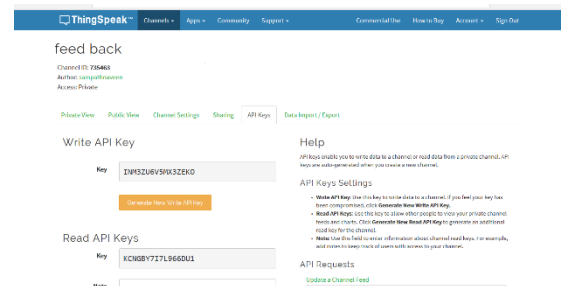 ThingSpeak™ Channels Apps Community Support Commercial Use How to Buy Account Sign Out
feed back
Channel ID: 735463
Author: sampathnaveen
Access: Private
Private View Public View Channel Settings Sharing API Keys Data Import / Export
Write API Key
Key
Generate New Write API Key
Read API Keys
Key KCNGBY7I7L966DU1
Help
API keys enable you to write data to a channel or read data from a private channel. API
keys are auto-generated when you create a new channel.
API Keys Settings
• Write API Key: Use this key to write data to a channel. If you feel your key has
been compromised, click Generate New Write API Key.
• Read API Keys: Use this key to allow other people to view your private channel
feeds and charts. Click Generate New Read API Key to generate an additional
read key for the channel.
• Note: Use this field to enter information about channel read keys. For example,
add notes to keep track of users with access to your channel.
API Requests
Update a Channel Feed